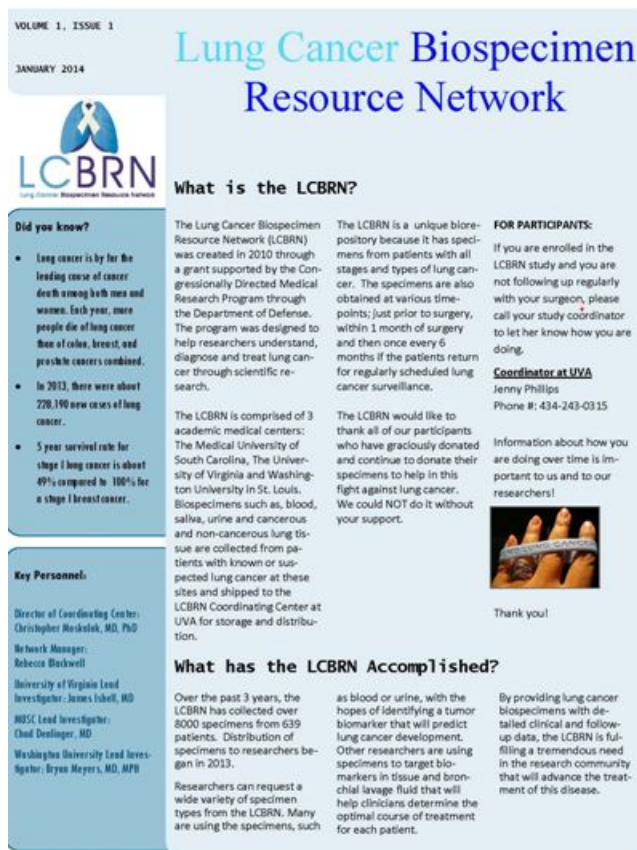 VOLUME 1, ISSUE 1
JANUARY 2014
Lung Cancer Biospecimen
Resource Network
LCBRN
Lung Cancer Biospecimen Resource Network
Did you know?
• Lung cancer is by far the
leading cause of cancer
death among both men and
women. Each year, more
people die of lung cancer
than of colon, breast, and
prostate cancers combined.
• In 2013, there were about
228,190 new cases of lung
cancer.
• 5 year survival rate for
stage I lung cancer is about
49% compared to 100% for
a stage I breast cancer.
Key Personnel:
Director of Coordinating Center:
Christopher Moskaluk, MD, PhD
Network Manager:
Rebecca Blackwell
University of Virginia Lead
Investigator: James Isbell, MD
MUSC Lead Investigator:
Chad Denlinger, MD
Washington University Lead Inves-
tigator: Bryan Meyers, MD, MPH
What is the LCBRN?
The Lung Cancer Biospecimen
Resource Network (LCBRN)
was created in 2010 through
a grant supported by the Con-
gressionally Directed Medical
Research Program through
the Department of Defense.
The program was designed to
help researchers understand,
diagnose and treat lung can-
cer through scientific re-
search.
The LCBRN is comprised of 3
academic medical centers:
The Medical University of
South Carolina, The Univer-
sity of Virginia and Washing-
ton University in St. Louis.
Biospecimens such as, blood,
saliva, urine and cancerous
and non-cancerous lung tis-
sue are collected from pa-
tients with known or sus-
pected lung cancer at these
sites and shipped to the
LCBRN Coordinating Center at
UVA for storage and distribu-
tion.
The LCBRN is a unique biore-
pository because it has speci-
mens from patients with all
stages and types of lung can-
cer. The specimens are also
obtained at various time-
points; just prior to surgery,
within 1 month of surgery
and then once every 6
months if the patients return
for regularly scheduled lung
cancer surveillance.
The LCBRN would like to
thank all of our participants
who have graciously donated
and continue to donate their
specimens to help in this
fight against lung cancer.
We could NOT do it without
your support.
FOR PARTICIPANTS:
If you are enrolled in the
LCBRN study and you are
not following up regularly
with your surgeon, please
call your study coordinator
to let her know how you are
doing.
Coordinator at UVA
Jenny Phillips
Phone #: 434-243-0315
Information about how you
are doing over time is im-
portant to us and to our
researchers!
LUNG CANCER
Thank you!
What has the LCBRN Accomplished?
Over the past 3 years, the
LCBRN has collected over
8000 specimens from 639
patients. Distribution of
specimens to researchers be-
gan in 2013.
Researchers can request a
wide variety of specimen
types from the LCBRN. Many
are using the specimens, such
as blood or urine, with the
hopes of identifying a tumor
biomarker that will predict
lung cancer development.
Other researchers are using
specimens to target bio-
markers in tissue and bron-
chial lavage fluid that will
help clinicians determine the
optimal course of treatment
for each patient.
By providing lung cancer
biospecimens with de-
tailed clinical and follow-
up data, the LCBRN is ful-
filling a tremendous need
in the research community
that will advance the treat-
ment of this disease.